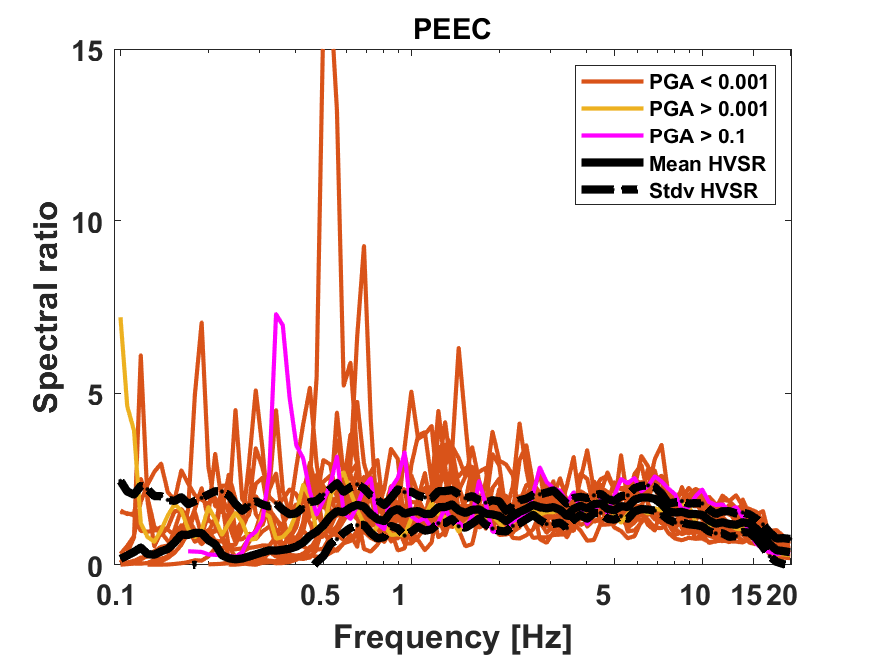 PEEC
15
10
5
0
Spectral ratio
PGA < 0.001
PGA > 0.001
PGA > 0.1
Mean HVSR
Stdv HVSR
0.1 0.5 1 5 10 15 20
Frequency [Hz]